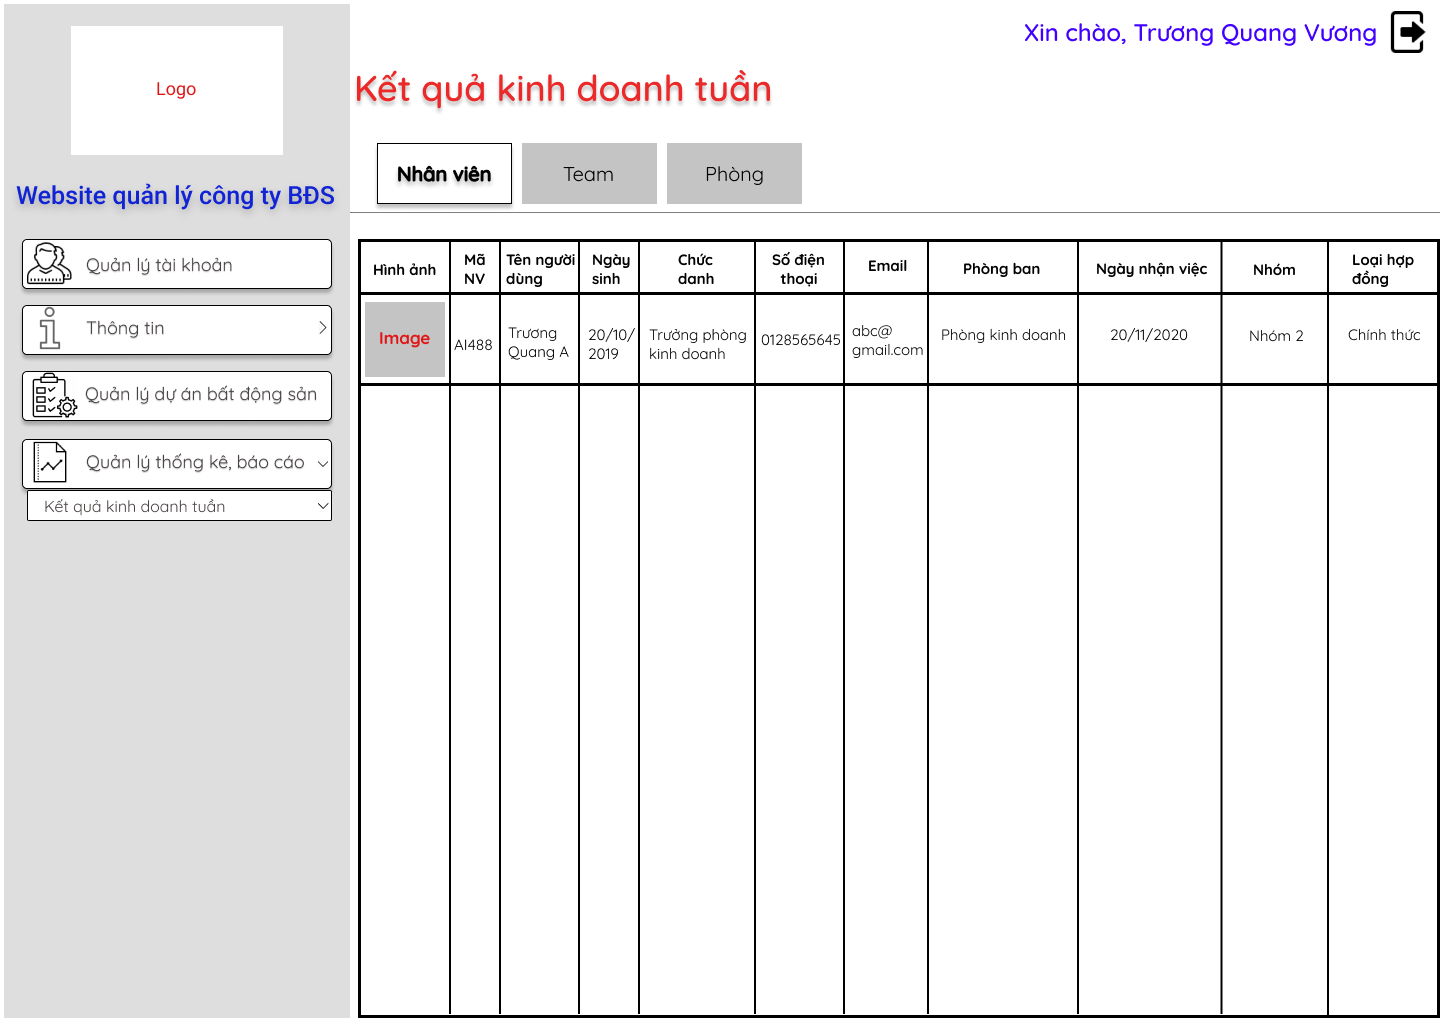 Logo
Website quản lý công ty BĐS
Quản lý tài khoản
Thông tin
Quản lý dự án bất động sản
Quản lý thống kê, báo cáo
Kết quả kinh doanh tuần
Xin chào, Trương Quang Vương
Kết quả kinh doanh tuần
Nhân viên
Team
Phòng
Hình ảnh
Mã
NV
Tên người
dùng
Ngày
sinh
Chức
danh
Số điện
thoại
Email
Phòng ban
Ngày nhận việc
Nhóm
Loại hợp
đồng
Image
AI488
Trương
Quang A
20/10/
2019
Trưởng phòng
kinh doanh
0128565645
abc@
gmail.com
Phòng kinh doanh
20/11/2020
Nhóm 2
Chính thức